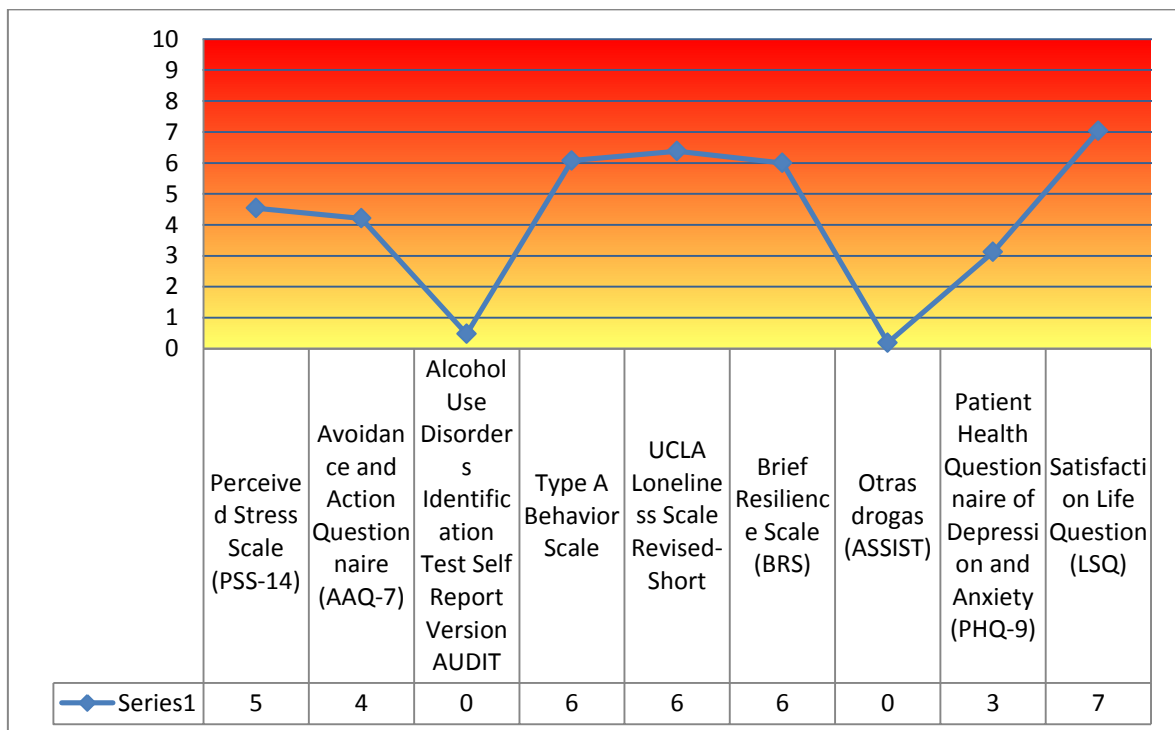 10
9
8
7
6
5
4
3
2
1
0
Perceive
d Stress
Scale
(PSS-14)
Avoidan
ce and
Action
Question
naire
(AAQ-7)
Alcohol
Use
Disorder
s
Identific
ation
Test Self
Report
Version
AUDIT
Type A
Behavior
Scale
UCLA
Loneline
ss Scale
Revised-
Short
Brief
Resilienc
e Scale
(BRS)
Otras
drogas
(ASSIST)
Patient
Health
Question
naire of
Depressi
on and
Anxiety
(PHQ-9)
Satisfacti
on Life
Question
(LSQ)
Series1 5 4 0 6 6 6 0 3 7